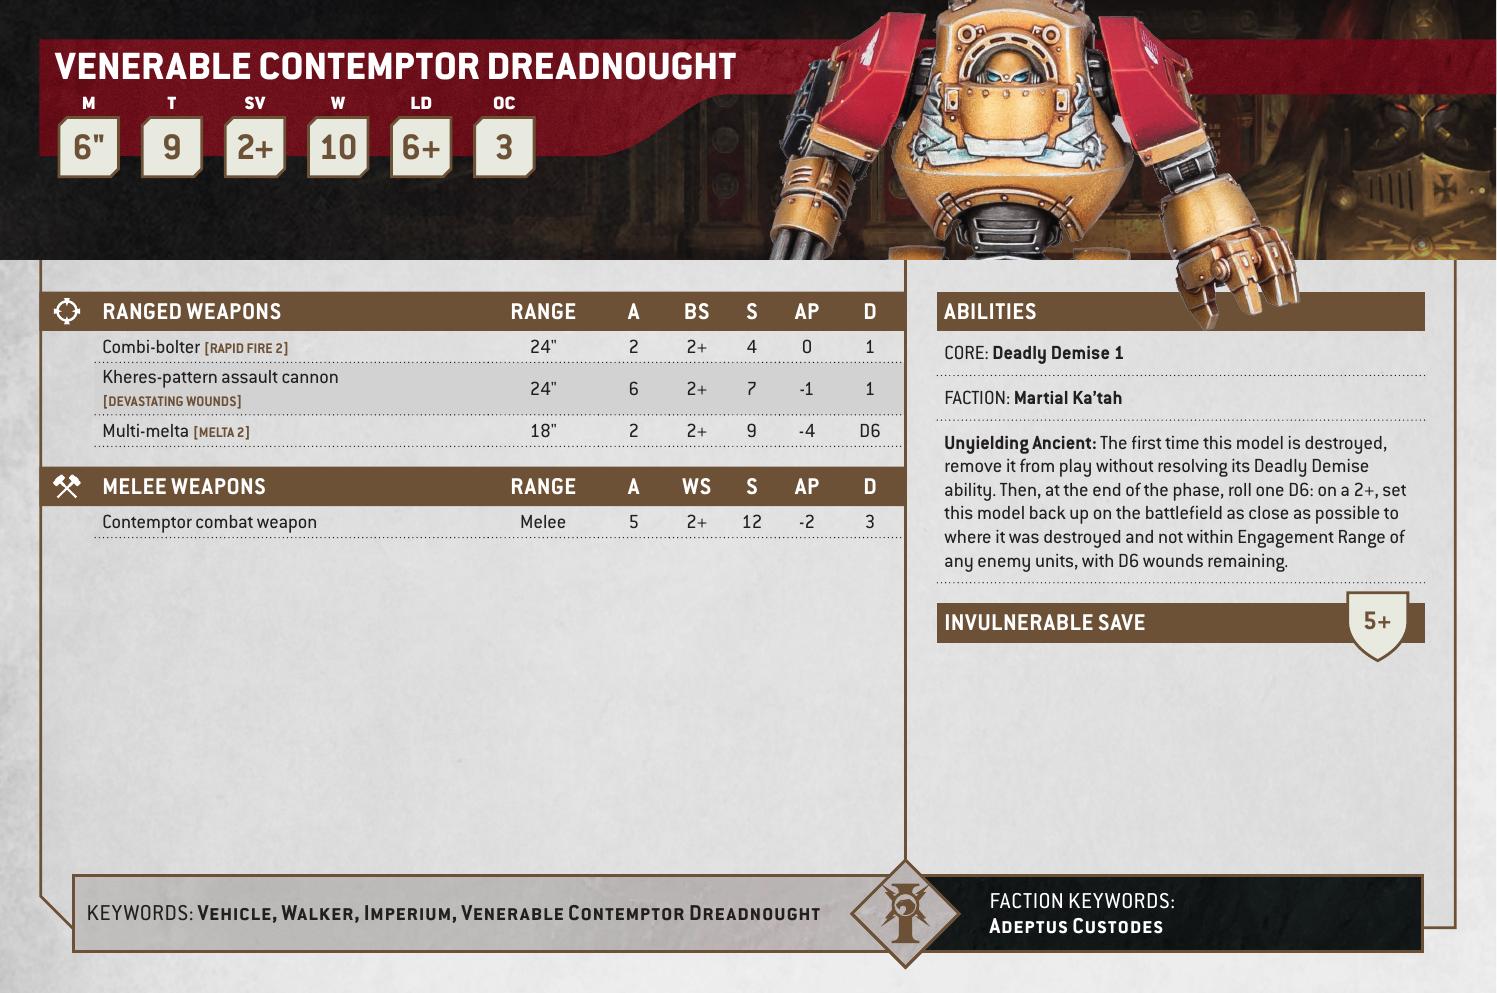 VENERABLE CONTEMPTOR DREADNOUGHT
M T SV W LD OC
6" 9 2+ 10 6+ 3
RANGED WEAPONS RANGE A BS S AP D
Combi-bolter [RAPID FIRE 2] 24" 2 2+ 4 0 1
Kheres-pattern assault cannon
[DEVASTATING WOUNDS] 24" 6 2+ 7 -1 1
Multi-melta [MELTA 2] 18" 2 2+ 9 -4 D6
MELEE WEAPONS RANGE A WS S AP D
Contemptor combat weapon Melee 5 2+ 12 -2 3
ABILITIES
CORE: Deadly Demise 1
FACTION: Martial Ka’tah
Unyielding Ancient: The first time this model is destroyed,
remove it from play without resolving its Deadly Demise
ability. Then, at the end of the phase, roll one D6: on a 2+, set
this model back up on the battlefield as close as possible to
where it was destroyed and not within Engagement Range of
any enemy units, with D6 wounds remaining.
INVULNERABLE SAVE 5+
KEYWORDS: VEHICLE, WALKER, IMPERIUM, VENERABLE CONTEMPTOR DREADNOUGHT
FACTION KEYWORDS:
ADEPTUS CUSTODES